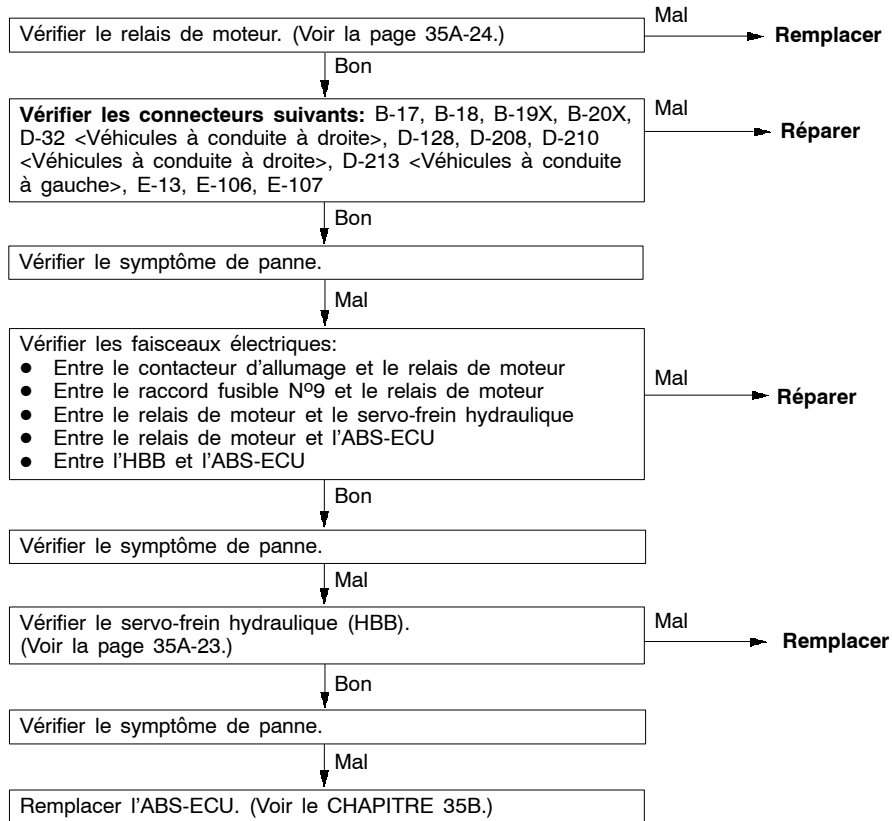 Vérifier le relais de moteur. (Voir la page 35A-24.)
Mal
Remplacer
Bon
Vérifier les connecteurs suivants: B-17, B-18, B-19X, B-20X,
D-32 <Véhicules à conduite à droite>, D-128, D-208, D-210
<Véhicules à conduite à droite>, D-213 <Véhicules à conduite
à gauche>, E-13, E-106, E-107
Mal
Réparer
Bon
Vérifier le symptôme de panne.
Mal
Vérifier les faisceaux électriques:
● Entre le contacteur d'allumage et le relais de moteur
● Entre le raccord fusible Nº9 et le relais de moteur
● Entre le relais de moteur et le servo-frein hydraulique
● Entre le relais de moteur et l'ABS-ECU
● Entre l'HBB et l'ABS-ECU
Mal
Réparer
Bon
Vérifier le symptôme de panne.
Mal
Vérifier le servo-frein hydraulique (HBB).
(Voir la page 35A-23.)
Mal
Remplacer
Bon
Vérifier le symptôme de panne.
Mal
Remplacer l'ABS-ECU. (Voir le CHAPITRE 35B.)